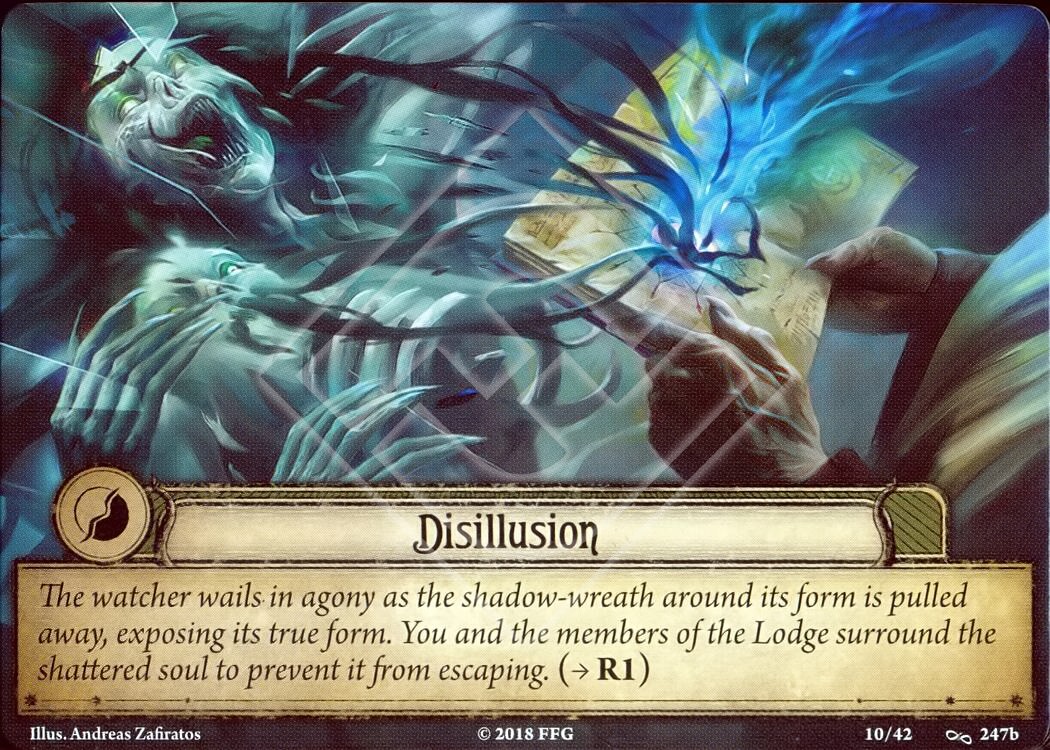 Disillusion
The watcher wails in agony as the shadow-wreath around its form is pulled
away, exposing its true form. You and the members of the Lodge surround the
shattered soul to prevent it from escaping. (→ R1)
Illus. Andreas Zafiratos
© 2018 FFG
10/42
247b